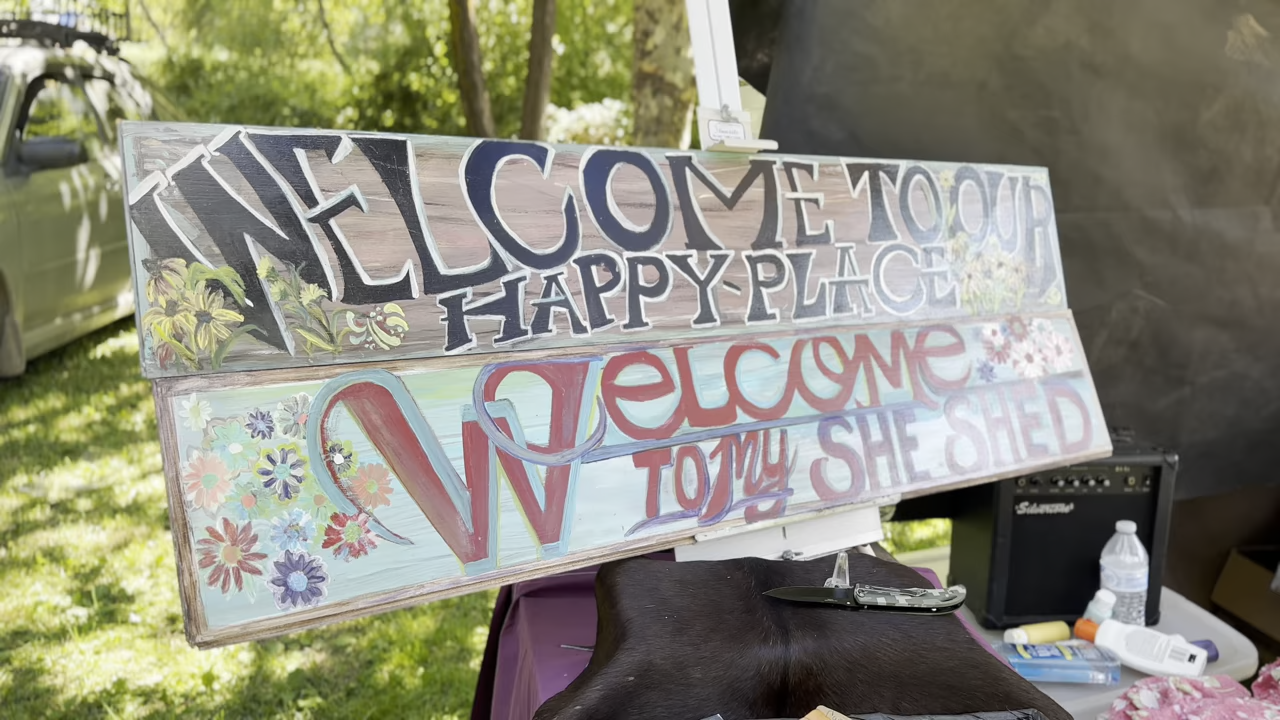 WELCOME TO OUR
HAPPY-PLACE
Welcome
TO My SHE SHED
Silvertone